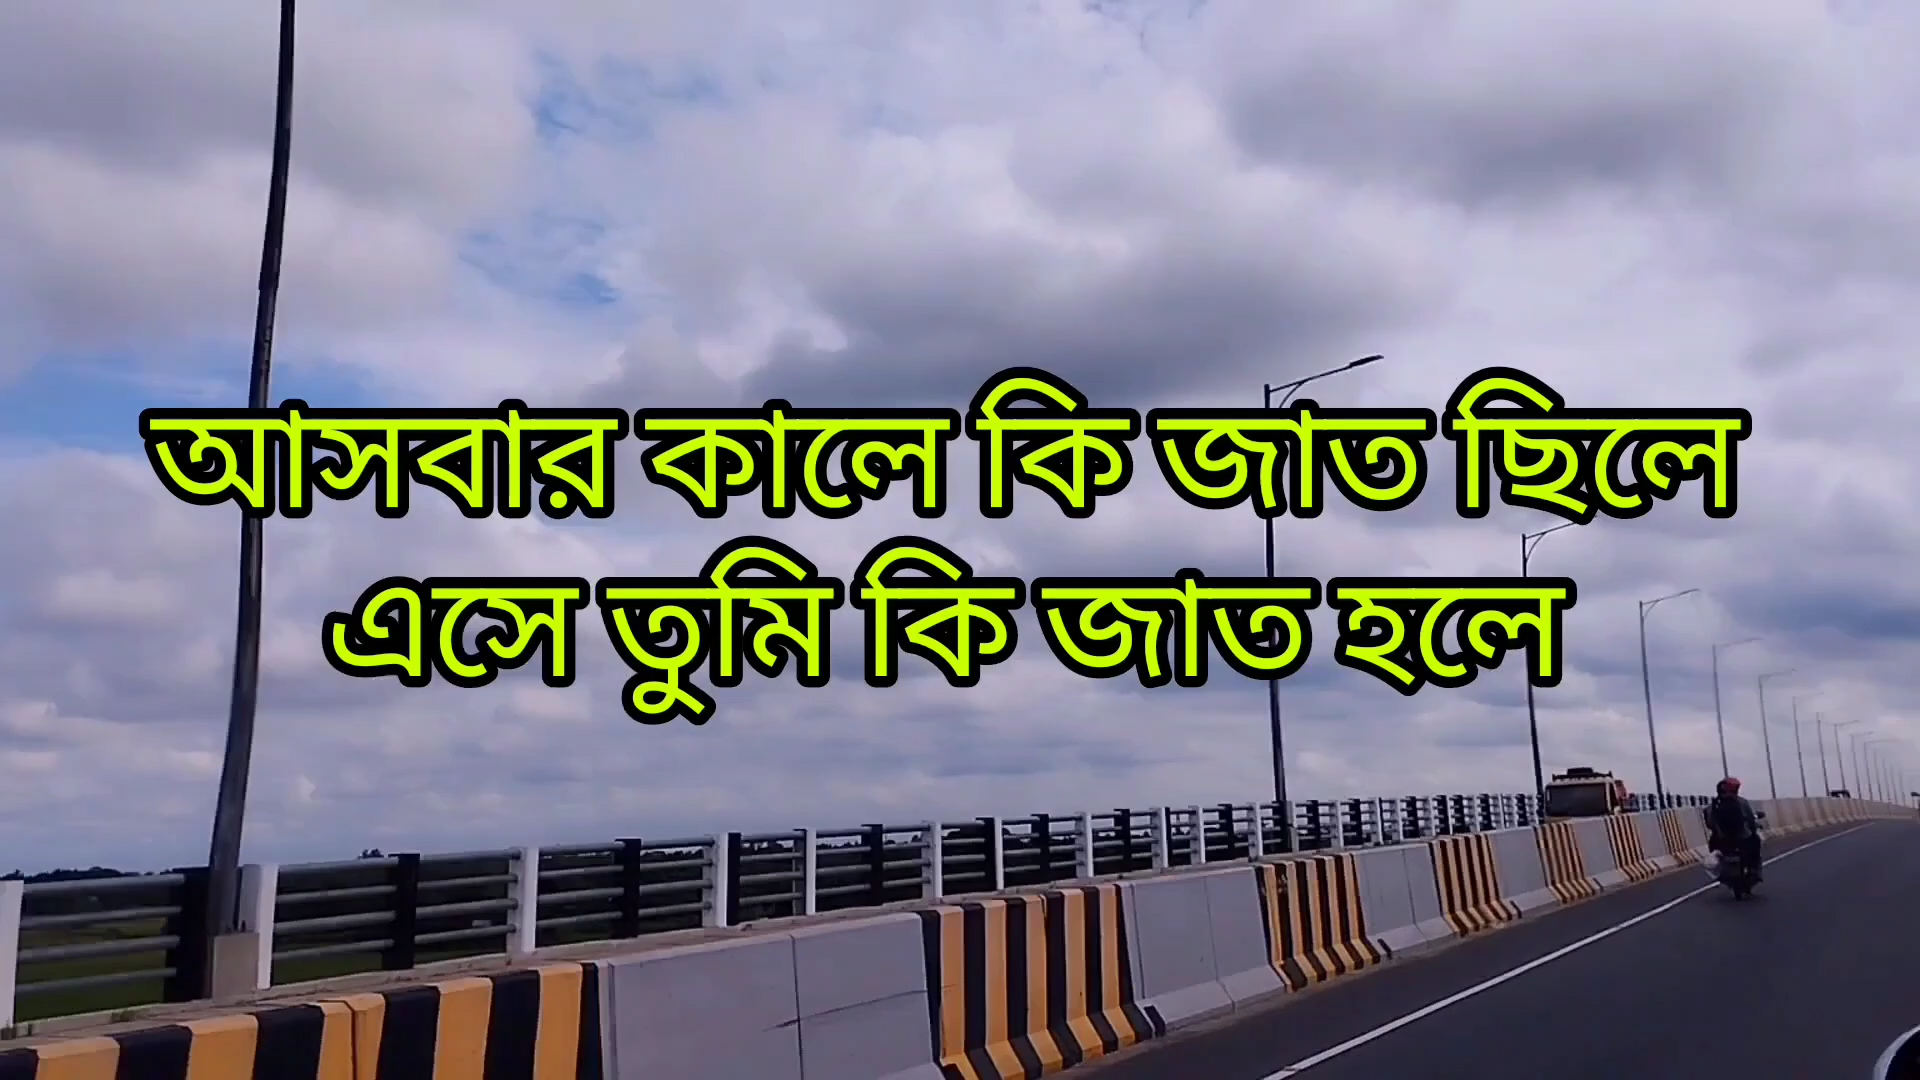 আসবার কালে কি জাত ছিলে
এসে তুমি কি জাত হলে